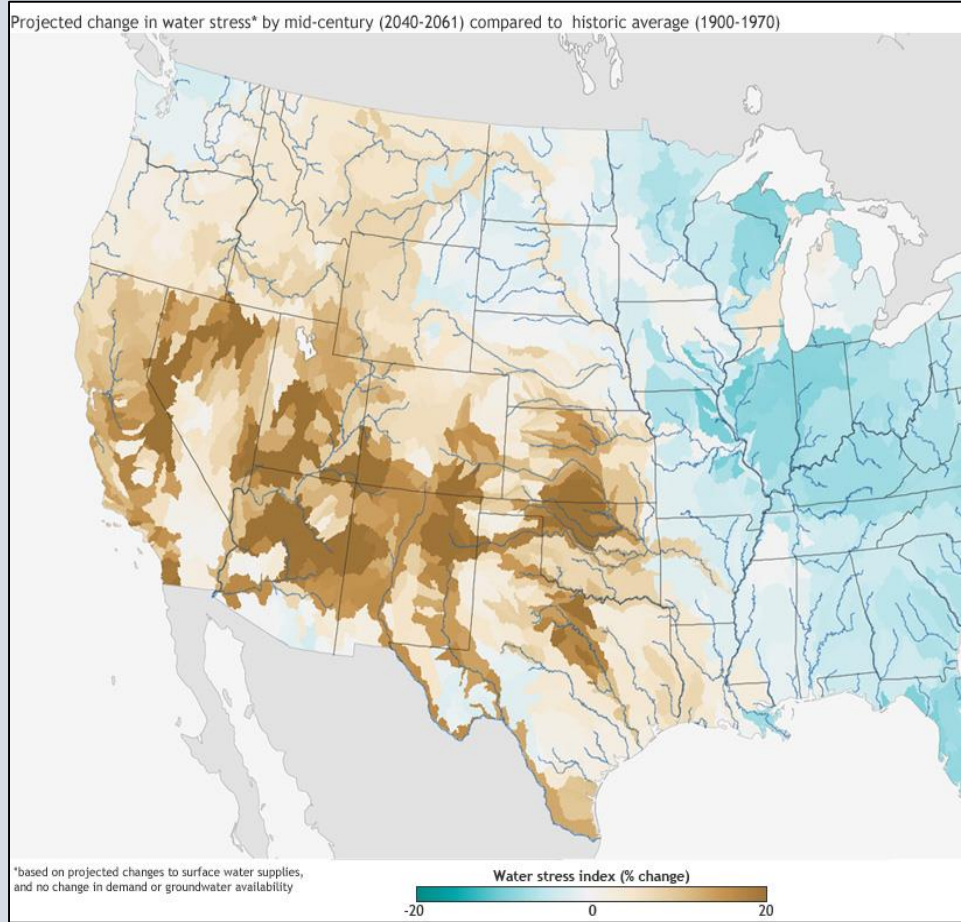 Projected change in water stress* by mid-century (2040-2061) compared to historic average (1900-1970)
*based on projected changes to surface water supplies,
and no change in demand or groundwater availability
Water stress index (% change)
-20 0 20